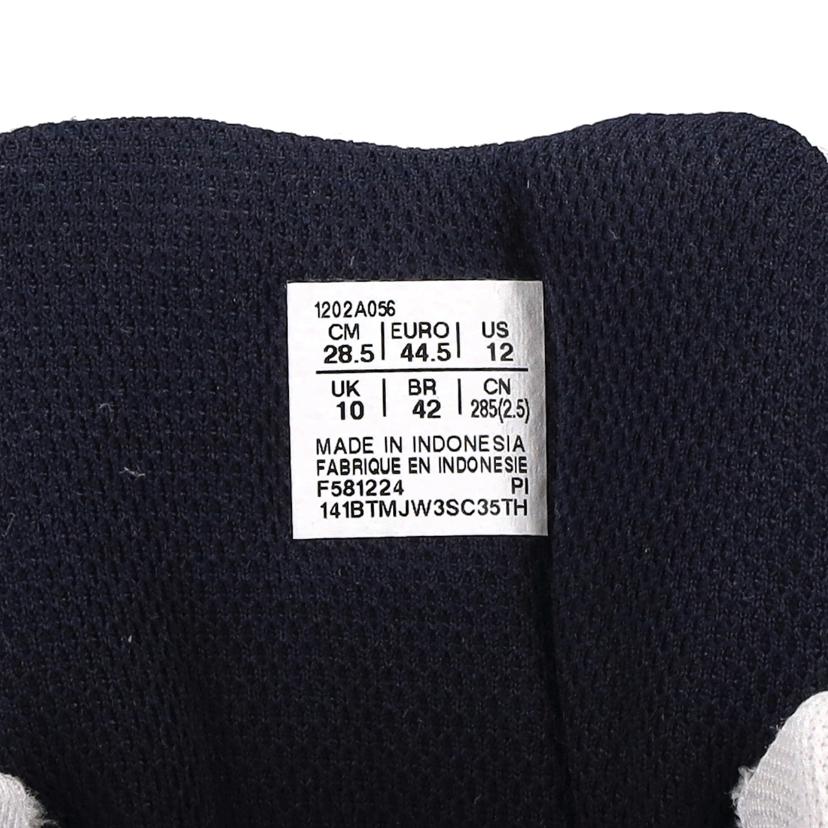 1202A056
CM | EURO | US
28.5 | 44.5 | 12
UK | BR | CN
10 | 42 | 285(2.5)
MADE IN INDONESIA
FABRIQUE EN INDONESIE
F581224 PI
141BTMJW3SC35TH